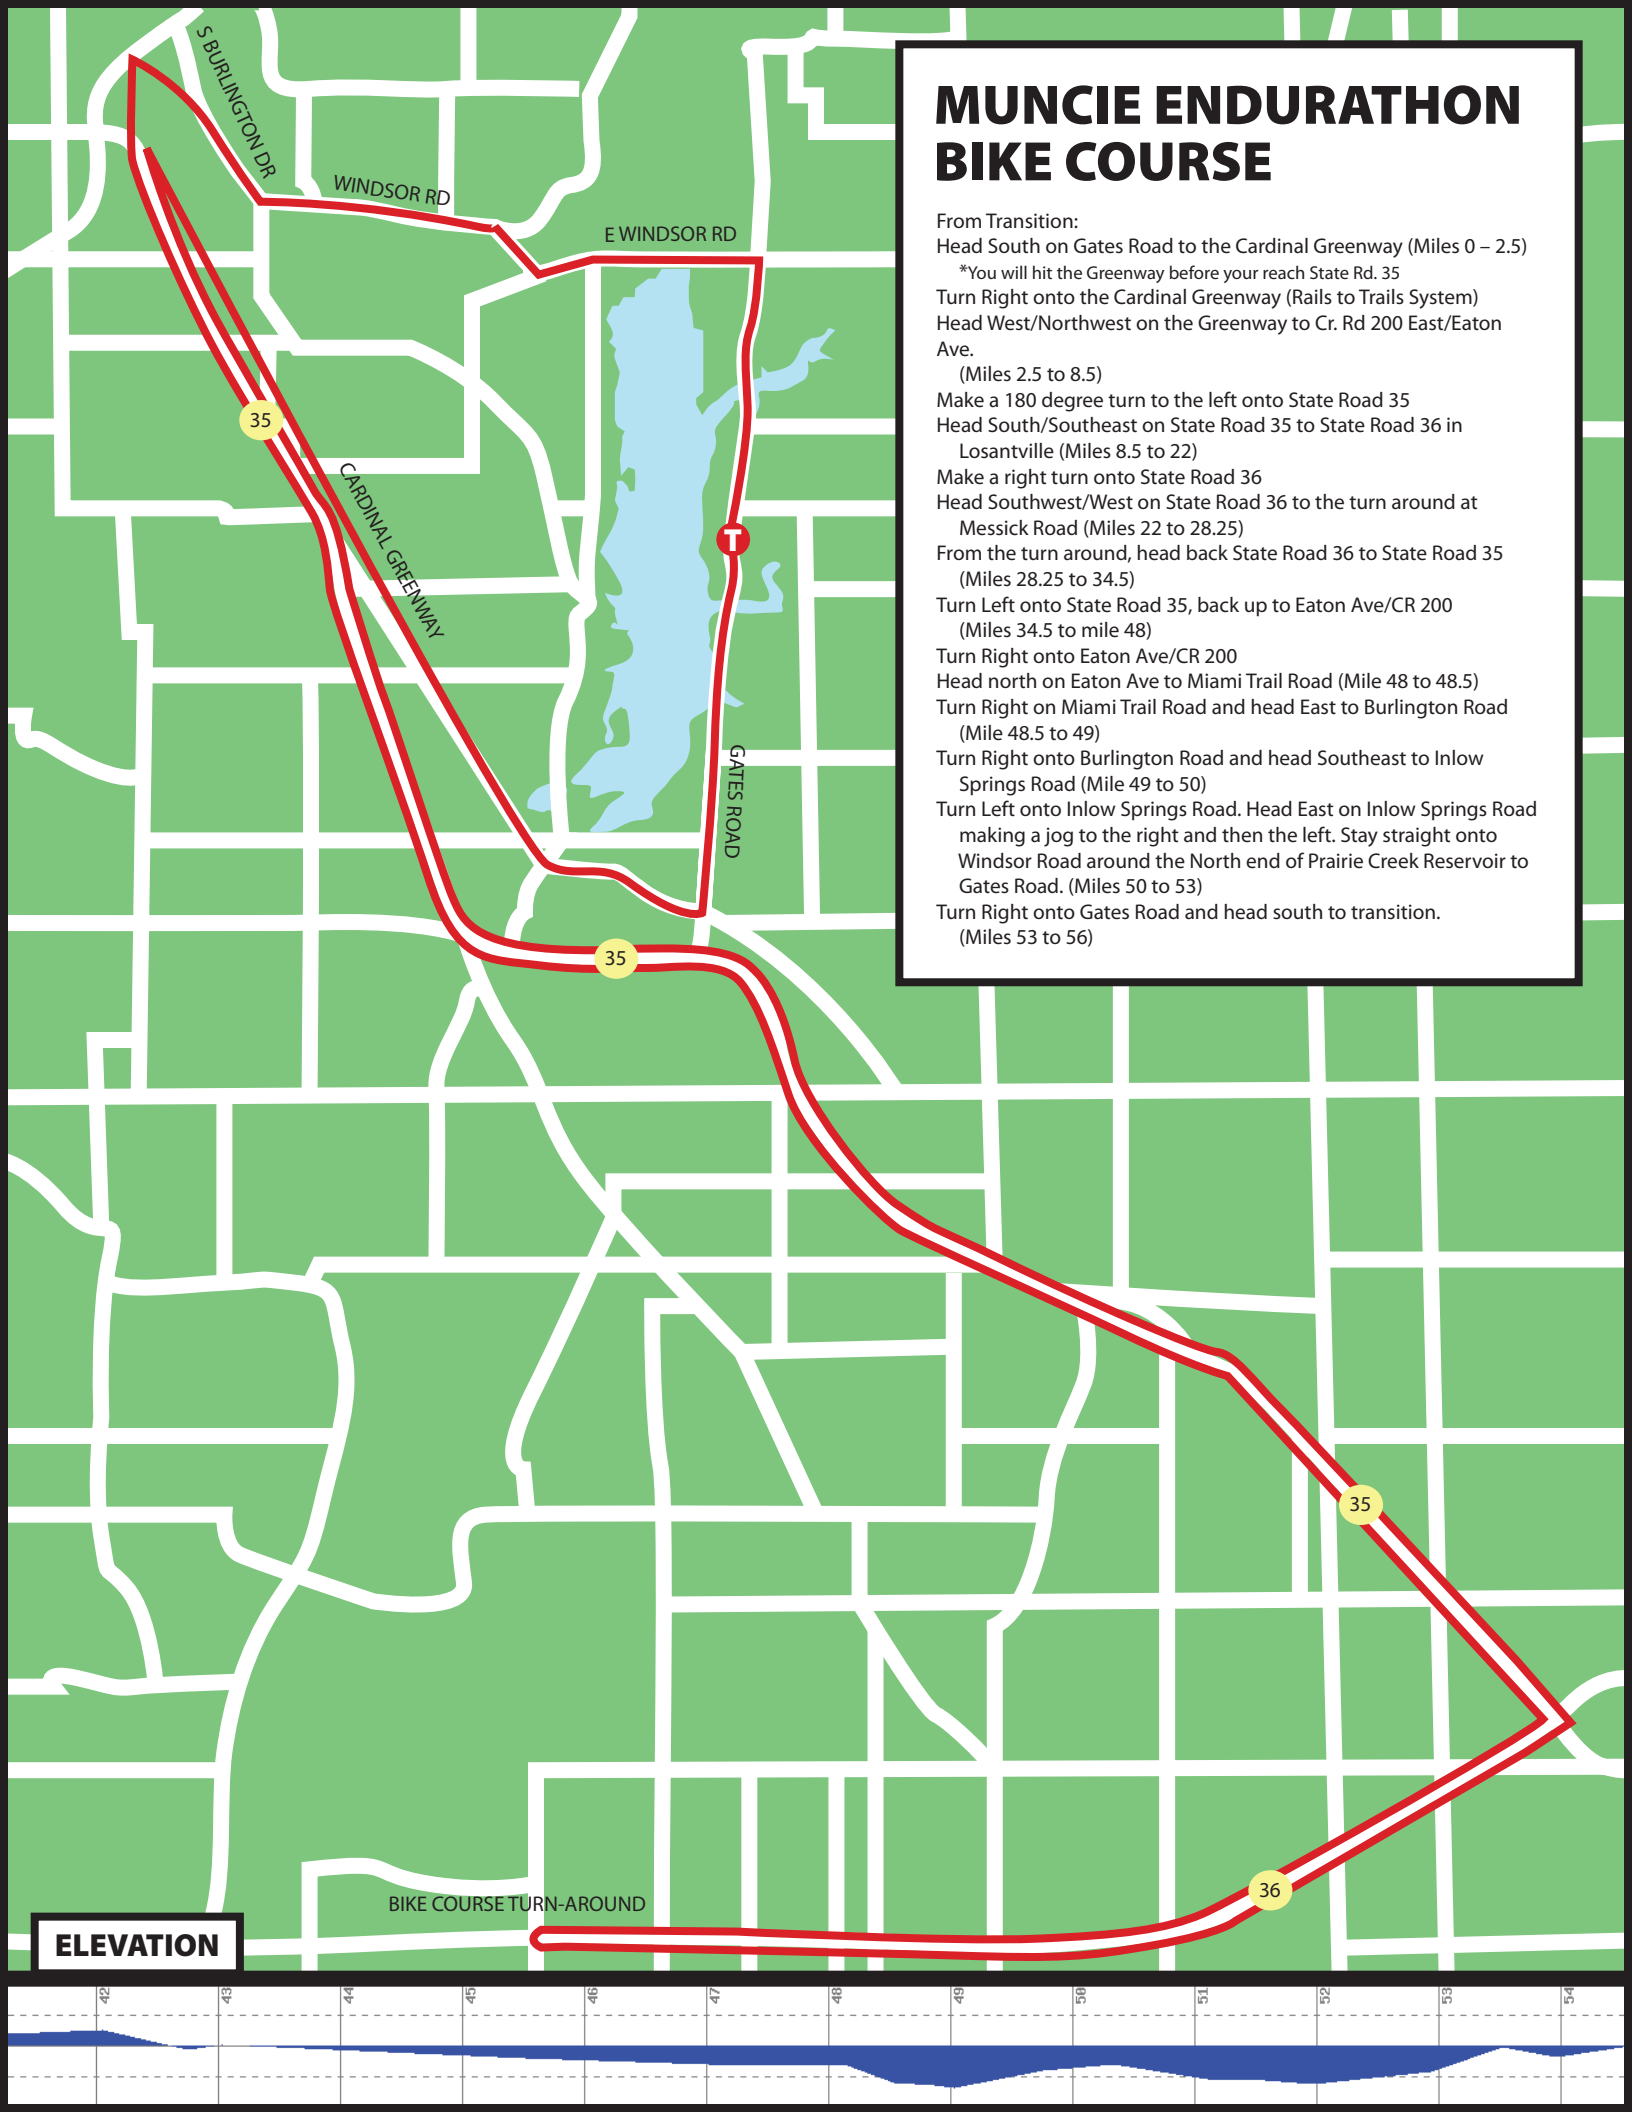 S BURLINGTON DR
WINDSOR RD
E WINDSOR RD
35
CARDINAL GREENWAY
T
GATES ROAD
35
35
36
BIKE COURSE TURN-AROUND
MUNCIE ENDURATHON
BIKE COURSE
From Transition:
Head South on Gates Road to the Cardinal Greenway (Miles 0 – 2.5)
*You will hit the Greenway before your reach State Rd. 35
Turn Right onto the Cardinal Greenway (Rails to Trails System)
Head West/Northwest on the Greenway to Cr. Rd 200 East/Eaton
Ave.
(Miles 2.5 to 8.5)
Make a 180 degree turn to the left onto State Road 35
Head South/Southeast on State Road 35 to State Road 36 in
Losantville (Miles 8.5 to 22)
Make a right turn onto State Road 36
Head Southwest/West on State Road 36 to the turn around at
Messick Road (Miles 22 to 28.25)
From the turn around, head back State Road 36 to State Road 35
(Miles 28.25 to 34.5)
Turn Left onto State Road 35, back up to Eaton Ave/CR 200
(Miles 34.5 to mile 48)
Turn Right onto Eaton Ave/CR 200
Head north on Eaton Ave to Miami Trail Road (Mile 48 to 48.5)
Turn Right on Miami Trail Road and head East to Burlington Road
(Mile 48.5 to 49)
Turn Right onto Burlington Road and head Southeast to Inlow
Springs Road (Mile 49 to 50)
Turn Left onto Inlow Springs Road. Head East on Inlow Springs Road
making a jog to the right and then the left. Stay straight onto
Windsor Road around the North end of Prairie Creek Reservoir to
Gates Road. (Miles 50 to 53)
Turn Right onto Gates Road and head south to transition.
(Miles 53 to 56)
ELEVATION
42 43 44 45 46 47 48 49 50 51 52 53 54